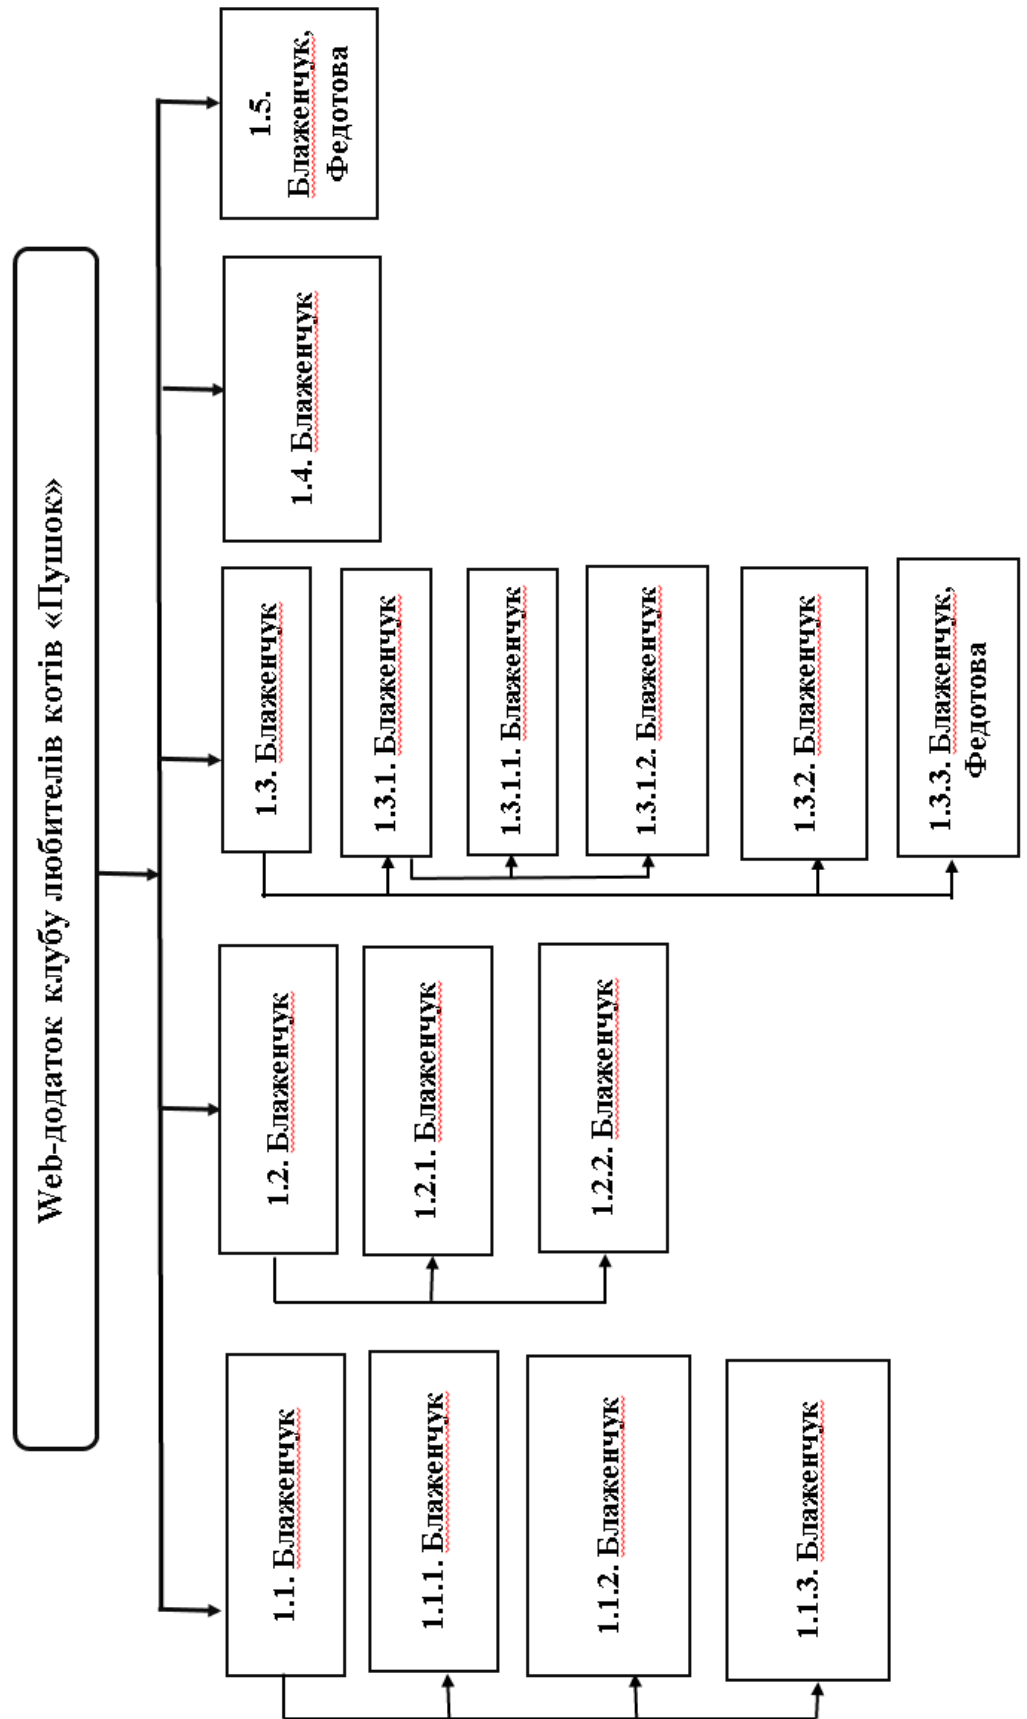 Web-додаток клубу любителів котів «Пушок»
1.1. Блаженчук
1.1.1. Блаженчук
1.1.2. Блаженчук
1.1.3. Блаженчук
1.2. Блаженчук
1.2.1. Блаженчук
1.2.2. Блаженчук
1.3. Блаженчук
1.3.1. Блаженчук
1.3.1.1. Блаженчук
1.3.1.2. Блаженчук
1.3.2. Блаженчук
1.3.3. Блаженчук,
Федотова
1.4. Блаженчук
1.5.
Блаженчук,
Федотова